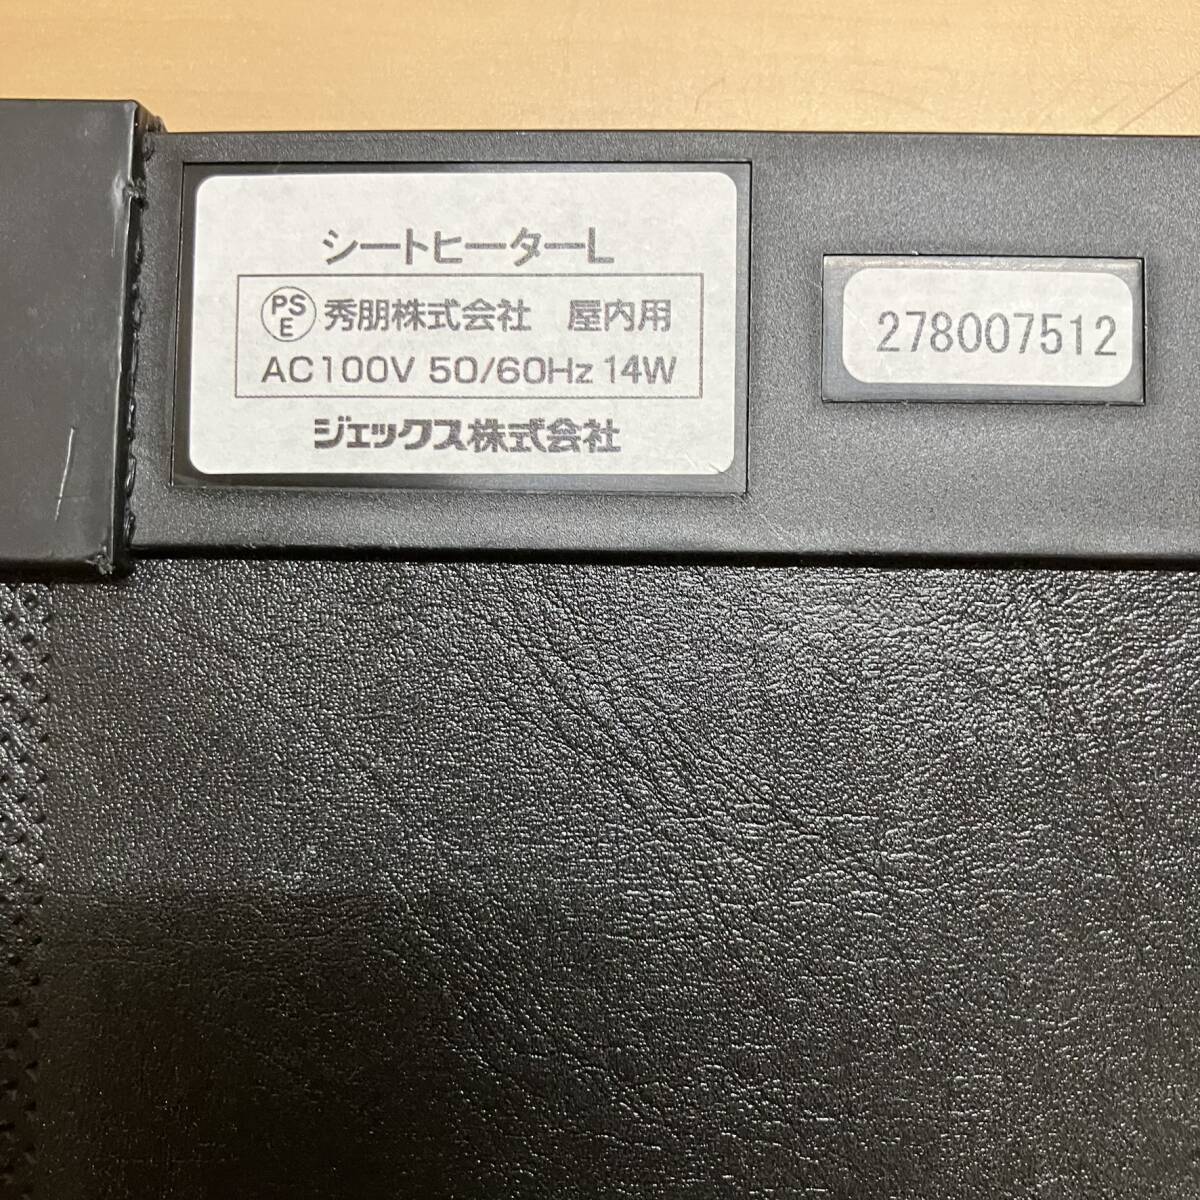 シートヒーターL
PS
E
秀朋株式会社 屋内用
AC100V 50/60Hz 14W
ジェックス株式会社
278007512